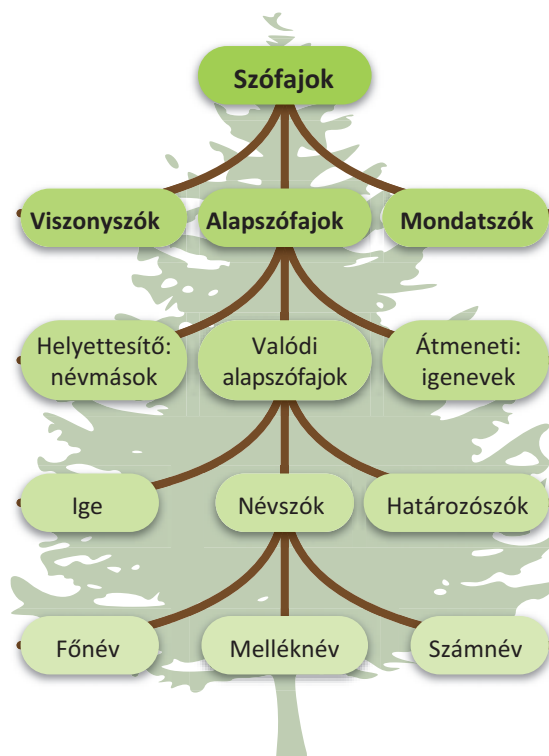 Szófajok
Viszonyszók
Alapszófajok
Mondatszók
Helyettesítő:
névmások
Valódi
alapszófajok
Átmeneti:
igenevek
Ige
Névszók
Határozószók
Főnév
Melléknév
Számnév